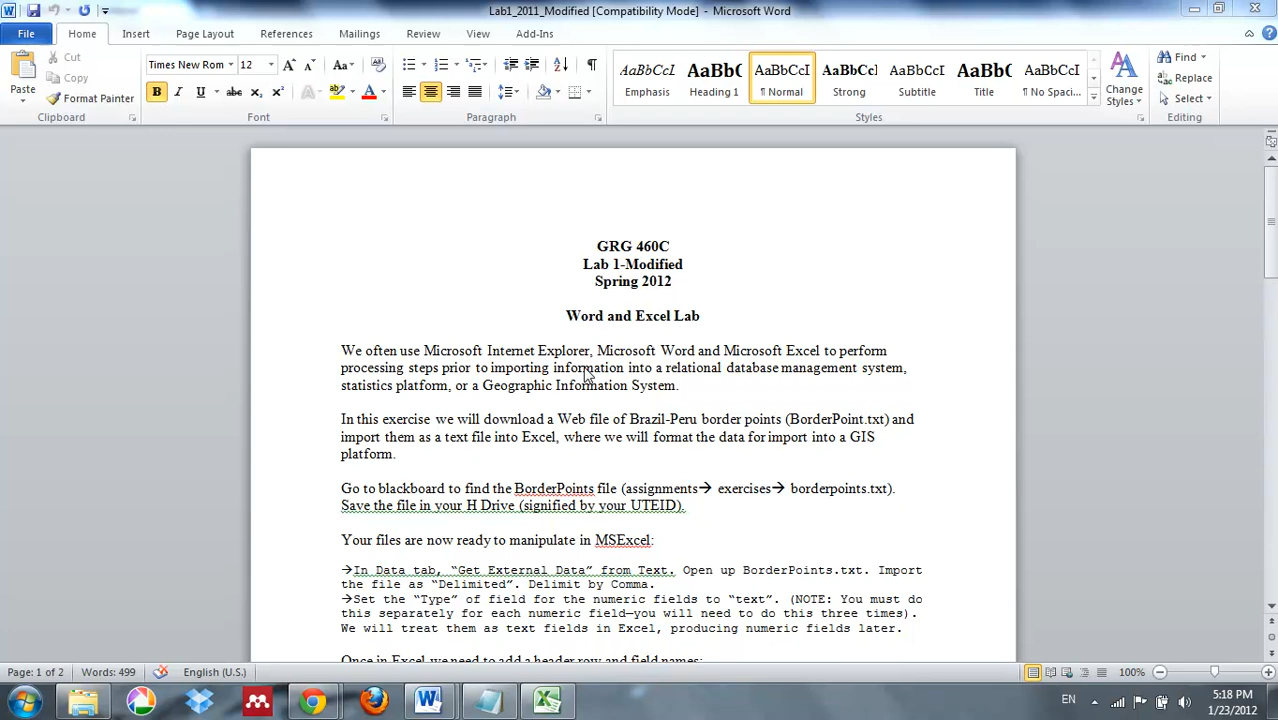 Lab1_2011_Modified [Compatibility Mode] - Microsoft Word
File Home Insert Page Layout References Mailings Review View Add-Ins
Paste
Cut
Copy
Format Painter
Clipboard
Times New Rom 12
Font
Paragraph
AaBbCcI AaBbC AaBbCcI AaBbCcI AaBbCcI AaBbC AaBbCcI
Emphasis Heading 1 ¶ Normal Strong Subtitle Title ¶ No Spaci...
Change Styles
Styles
Find
Replace
Select
Editing
GRG 460C
Lab 1-Modified
Spring 2012
Word and Excel Lab
We often use Microsoft Internet Explorer, Microsoft Word and Microsoft Excel to perform
processing steps prior to importing information into a relational database management system,
statistics platform, or a Geographic Information System.
In this exercise we will download a Web file of Brazil-Peru border points (BorderPoint.txt) and
import them as a text file into Excel, where we will format the data for import into a GIS
platform.
Go to blackboard to find the BorderPoints file (assignments→ exercises→ borderpoints.txt).
Save the file in your H Drive (signified by your UTEID).
Your files are now ready to manipulate in MSExcel:
→In Data tab, “Get External Data” from Text. Open up BorderPoints.txt. Import
the file as “Delimited”. Delimit by Comma.
→Set the “Type” of field for the numeric fields to “text”. (NOTE: You must do
this separately for each numeric field—you will need to do this three times).
We will treat them as text fields in Excel, producing numeric fields later.
Once in Excel we need to add a header row and field names:
Page: 1 of 2 Words: 499 English (U.S.) 100%
EN 5:18 PM
1/23/2012